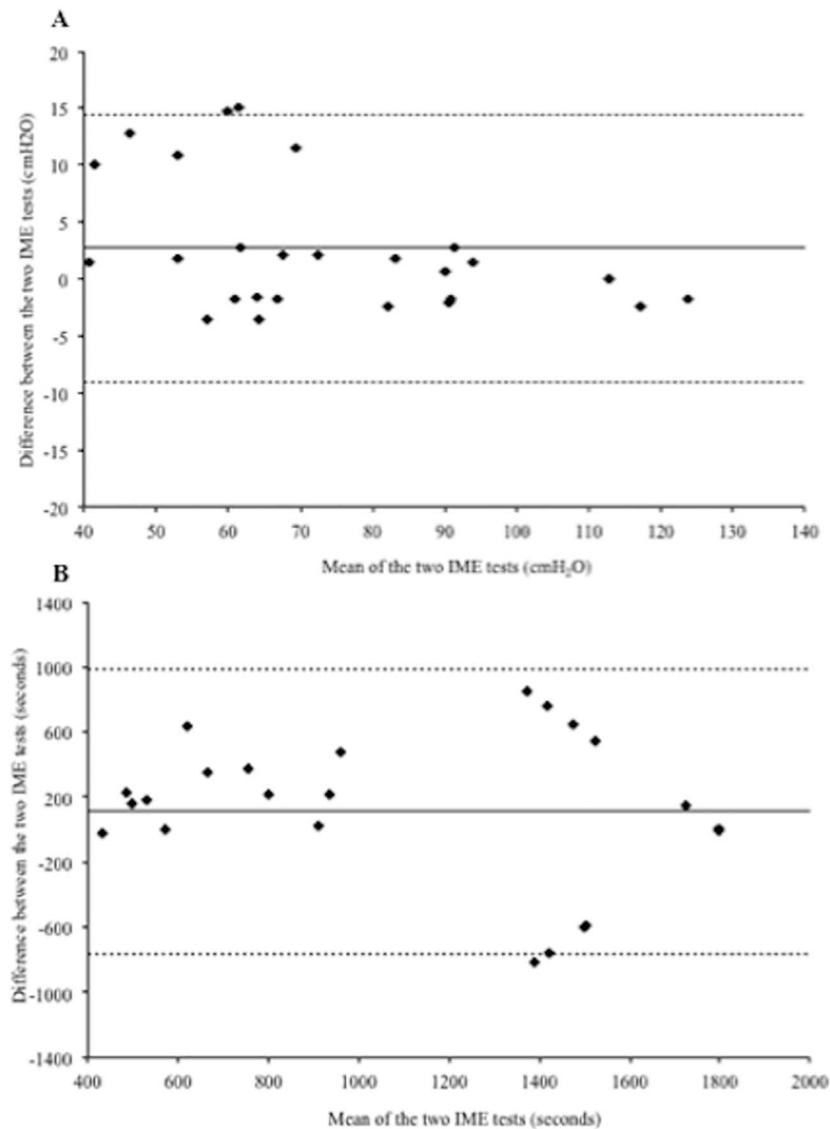 A
Difference between the two IME tests (cmH2O)
20
15
10
5
0
-5
-10
-15
-20
40 50 60 70 80 90 100 110 120 130 140
Mean of the two IME tests (cmH₂O)
B
Difference between the two IME tests (seconds)
1400
1000
600
200
-200
-600
-1000
-1400
400 600 800 1000 1200 1400 1600 1800 2000
Mean of the two IME tests (seconds)